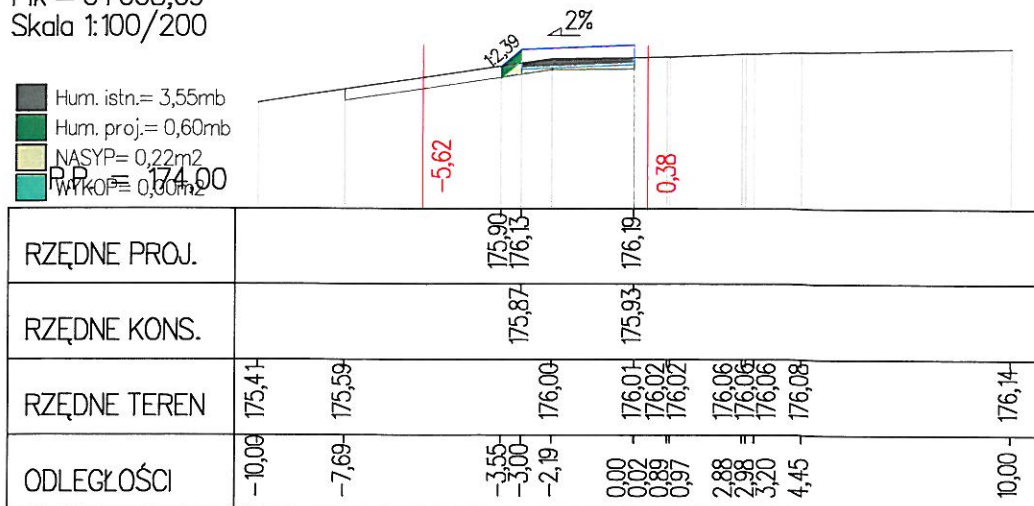 Skala 1:100/200
2%
1:2,39
Hum. istn.= 3,55mb
Hum. proj.= 0,60mb
NASYP= 0,22m2
WYKOP= 0,00m2
P.P. = 174,00
-5,62
0,38
RZĘDNE PROJ. 175,90 176,13 176,19
RZĘDNE KONS. 175,87 175,93
RZĘDNE TEREN 175,41 175,59 176,00 176,01 176,02 176,02 176,06 176,06 176,06 176,08 176,14
ODLEGŁOŚCI -10,00 -7,69 -3,55 -3,00 -2,19 0,00 0,02 0,89 0,97 2,88 2,98 3,20 4,45 10,00